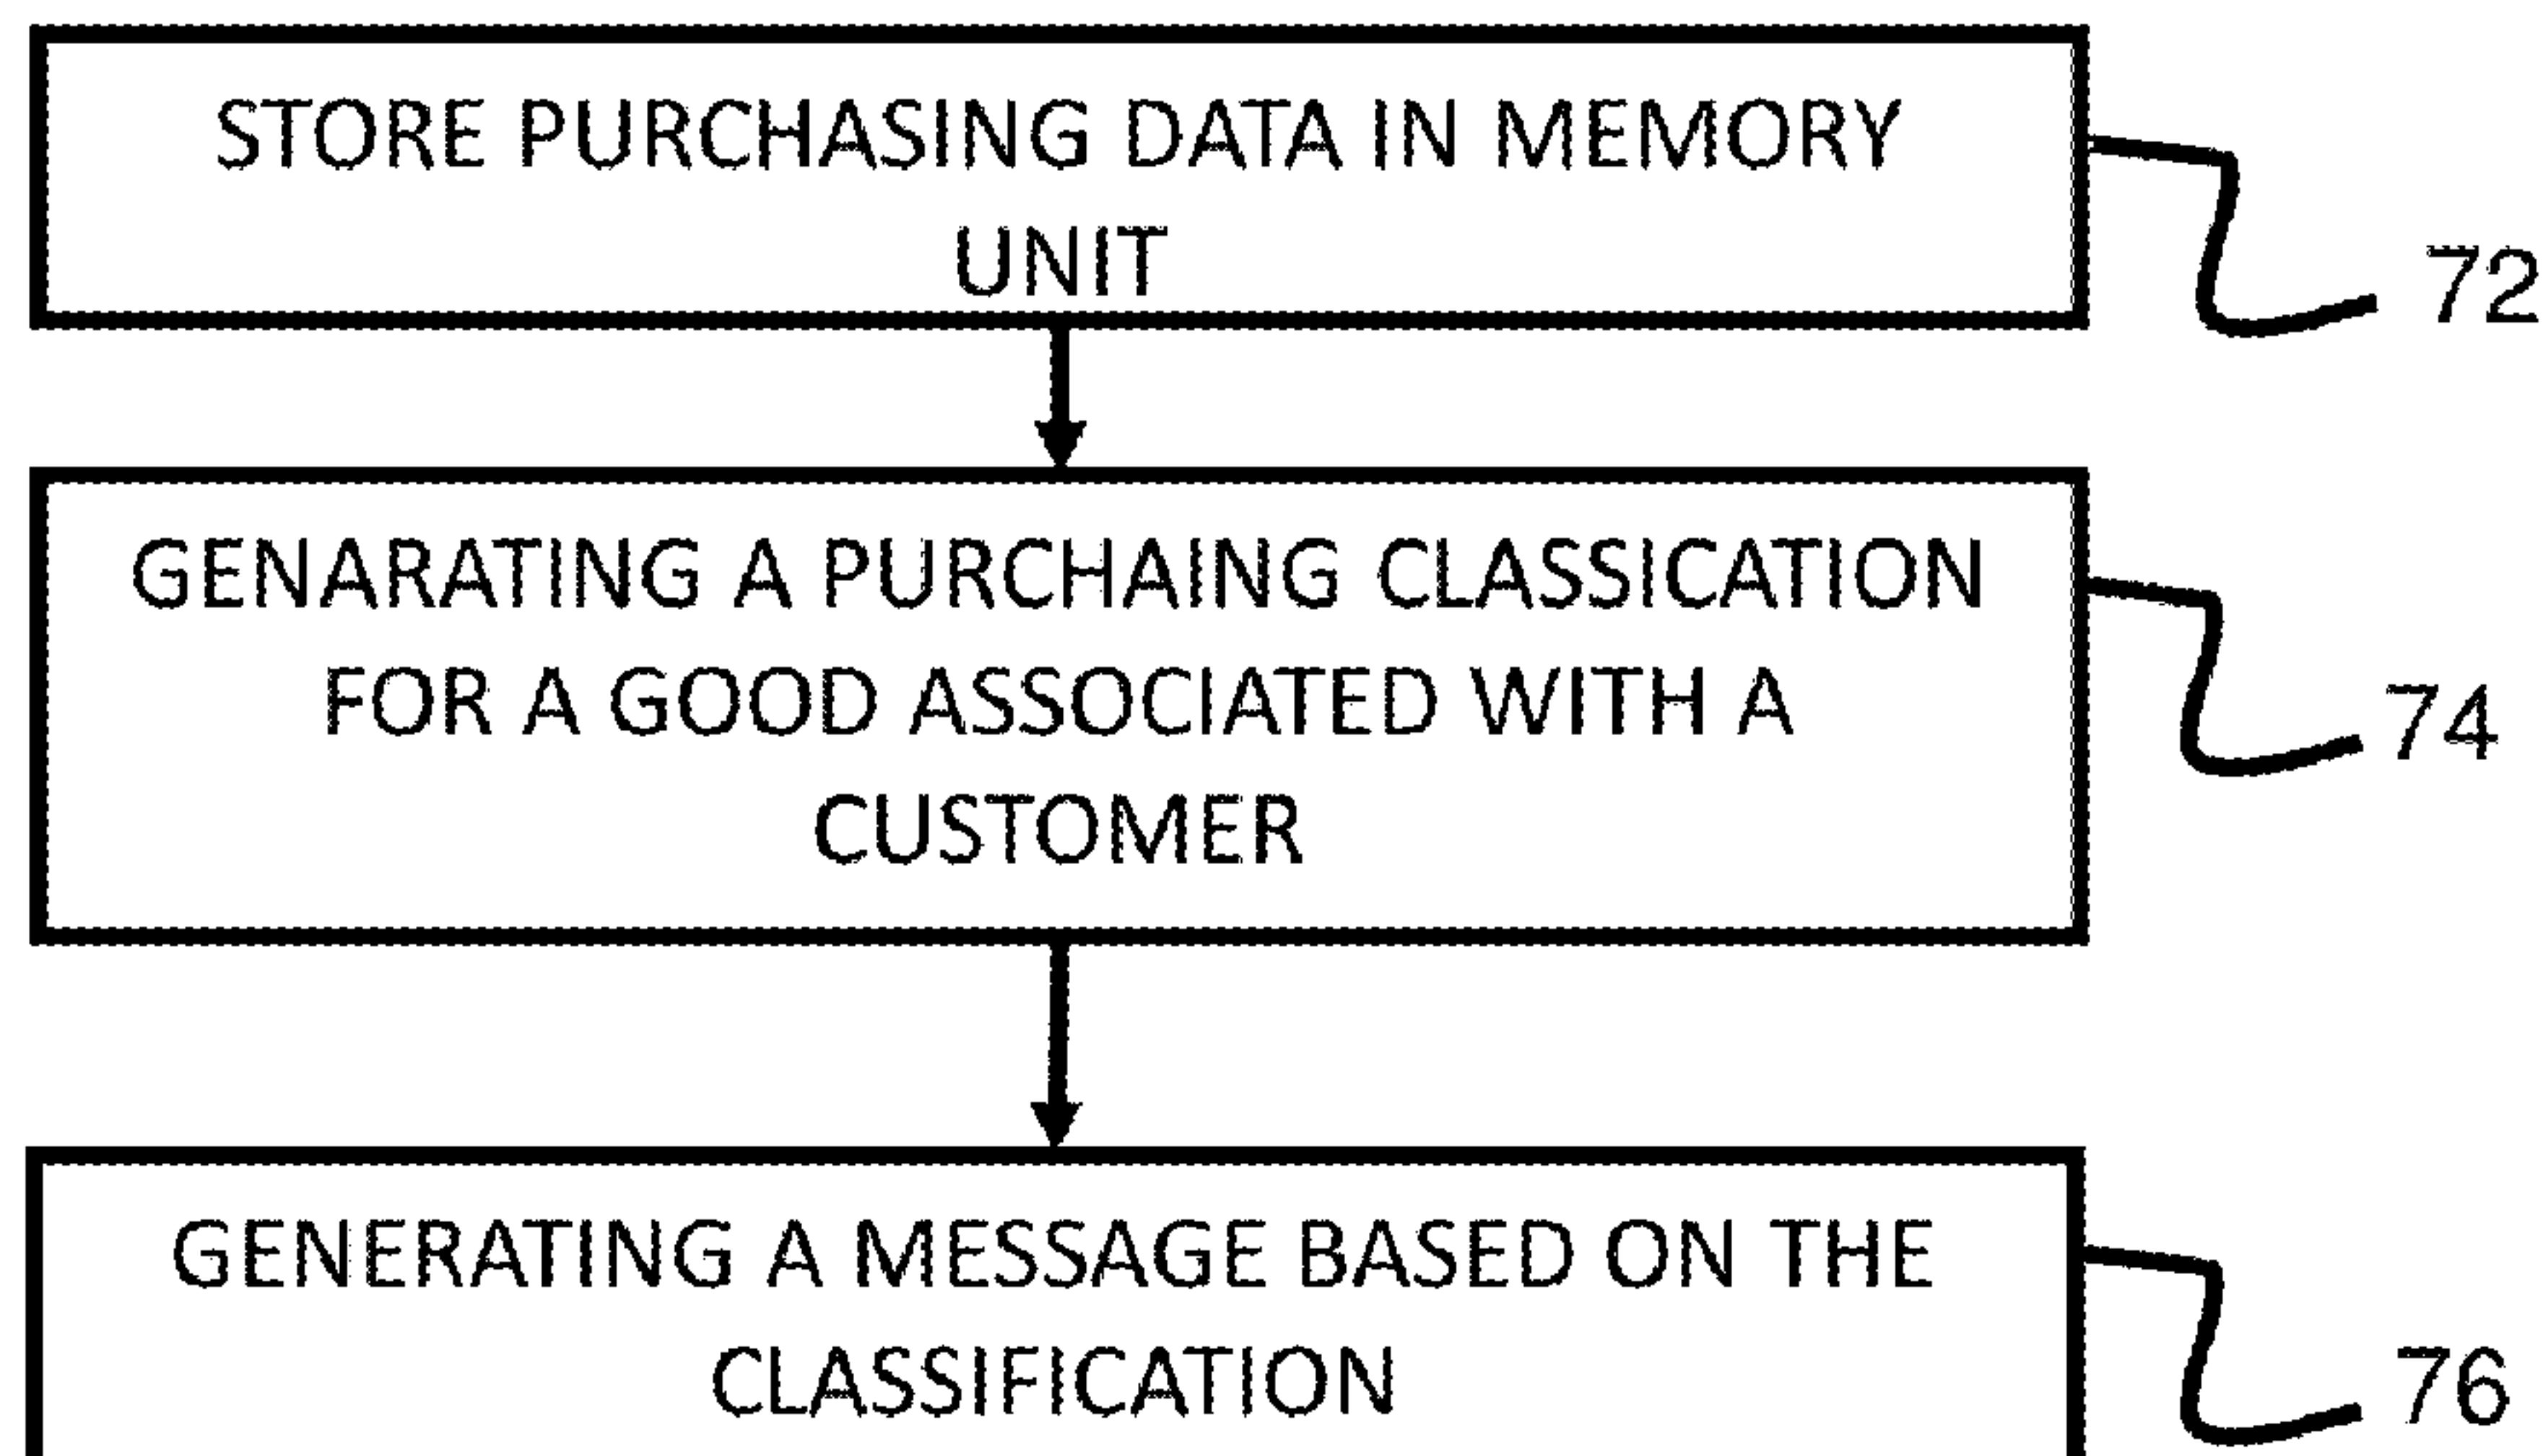 STORE PURCHASING DATA IN MEMORY
UNIT
72
GENARATING A PURCHAING CLASSICATION
FOR A GOOD ASSOCIATED WITH A
CUSTOMER
74
GENERATING A MESSAGE BASED ON THE
CLASSIFICATION
76